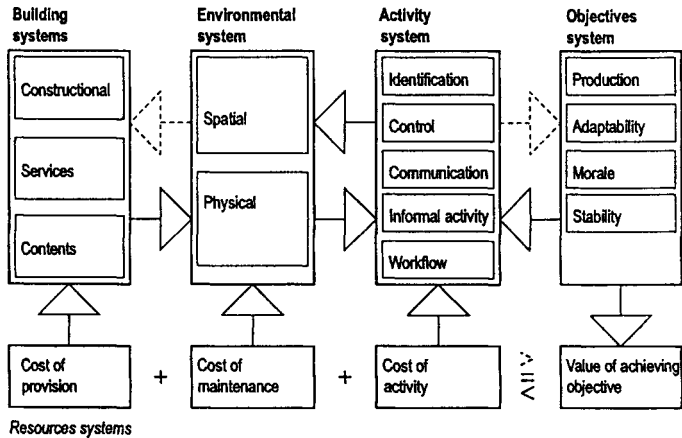 Building
systems
Environmental
system
Activity
system
Objectives
system
Constructional
Services
Contents
Spatial
Physical
Identification
Control
Communication
Informal activity
Workflow
Production
Adaptability
Morale
Stability
Cost of
provision
+
Cost of
maintenance
+
Cost of
activity
Value of achieving
objective
Resources systems